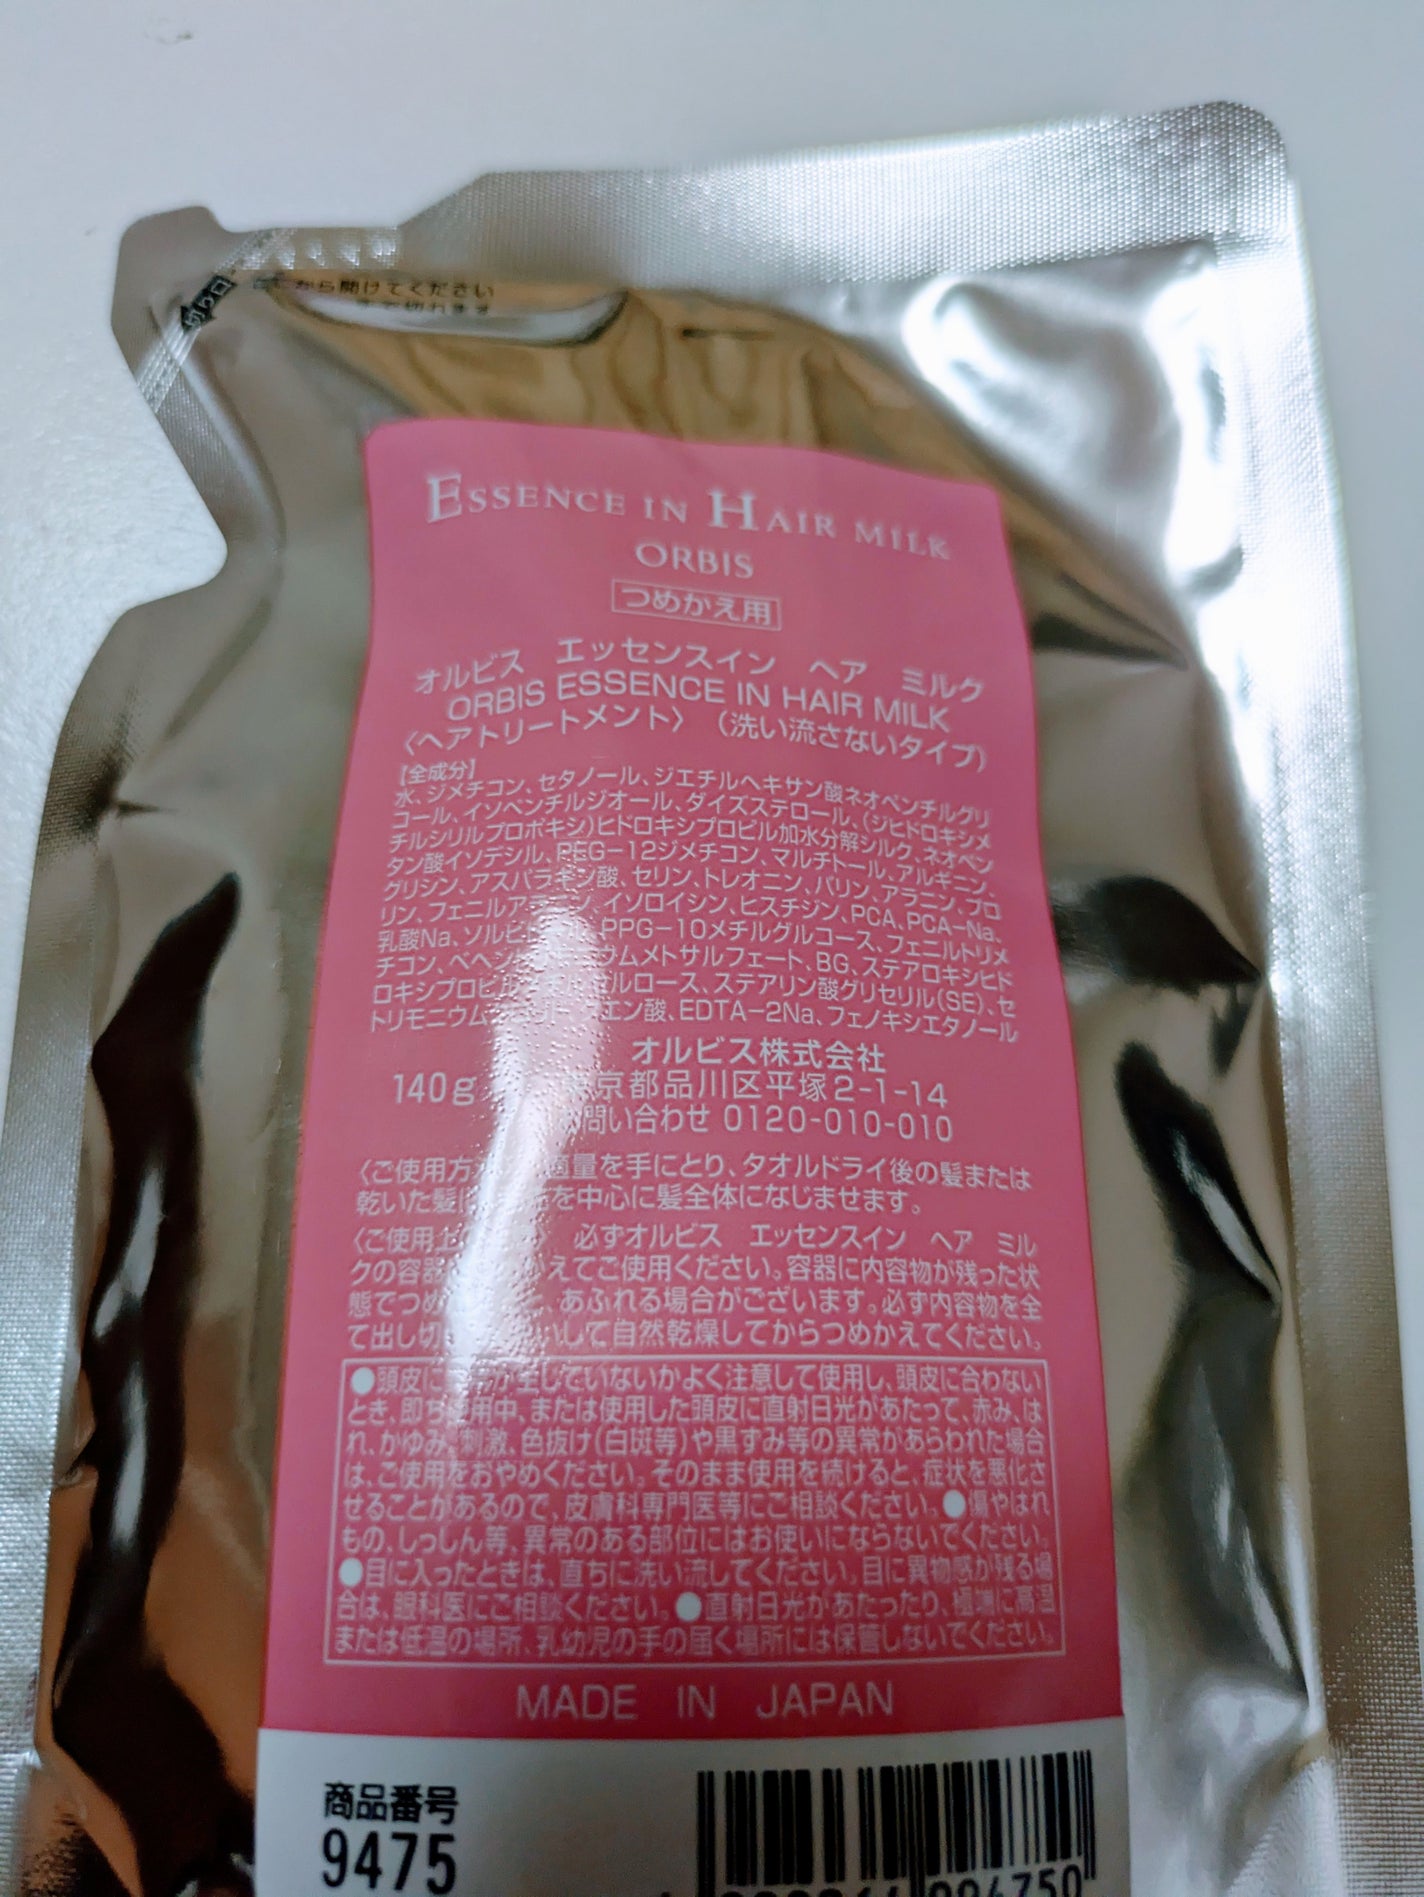 切り口
から開けてください
で切れます
ESSENCE IN HAIR MILK
ORBIS
つめかえ用
オルビス エッセンスイン ヘア ミルク
ORBIS ESSENCE IN HAIR MILK
〈ヘアトリートメント〉(洗い流さないタイプ)
【全成分】
水、ジメチコン、セタノール、ジエチルヘキサン酸ネオペンチルグリ
コール、イソペンチルジオール、ダイズステロール、(ジヒドロキシメ
チルシリルプロポキシ)ヒドロキシプロピル加水分解シルク、ネオペン
タン酸イソデシル、PEG-12ジメチコン、マルチトール、アルギニン、
グリシン、アスパラギン酸、セリン、トレオニン、バリン、アラニン、プロ
リン、フェニルアラニン、イソロイシン、ヒスチジン、PCA、PCA-Na、
乳酸Na、ソルビトール、PPG-10メチルグルコース、フェニルトリメ
チコン、ベヘン ウムメトサルフェート、BG、ステアロキシヒド
ロキシプロピル ルロース、ステアリン酸グリセリル(SE)、セ
トリモニウム エン酸、EDTA-2Na、フェノキシエタノール
オルビス株式会社
140g 京都品川区平塚2-1-14
問い合わせ 0120-010-010
〈ご使用方 適量を手にとり、タオルドライ後の髪または
乾いた髪に を中心に髪全体になじませます。
〈ご使用上 必ずオルビス エッセンスイン ヘア ミル
クの容器 えてご使用ください。容器に内容物が残った状
態でつめ あふれる場合がございます。必ず内容物を全
て出し切 して自然乾燥してからつめかえてください。
●頭皮に 生じていないかよく注意して使用し、頭皮に合わない
とき、即ち使用中、または使用した頭皮に直射日光があたって、赤み、は
れ、かゆみ、刺激、色抜け(白斑等)や黒ずみ等の異常があらわれた場合
は、ご使用をおやめください。そのまま使用を続けると、症状を悪化さ
せることがあるので、皮膚科専門医等にご相談ください。●傷やはれ
もの、しっしん等、異常のある部位にはお使いにならないでください。
●目に入ったときは、直ちに洗い流してください。目に異物感が残る場
合は、眼科医にご相談ください。●直射日光があたったり、極端に高温
または低温の場所、乳幼児の手の届く場所には保管しないでください。
MADE IN JAPAN
商品番号
9475